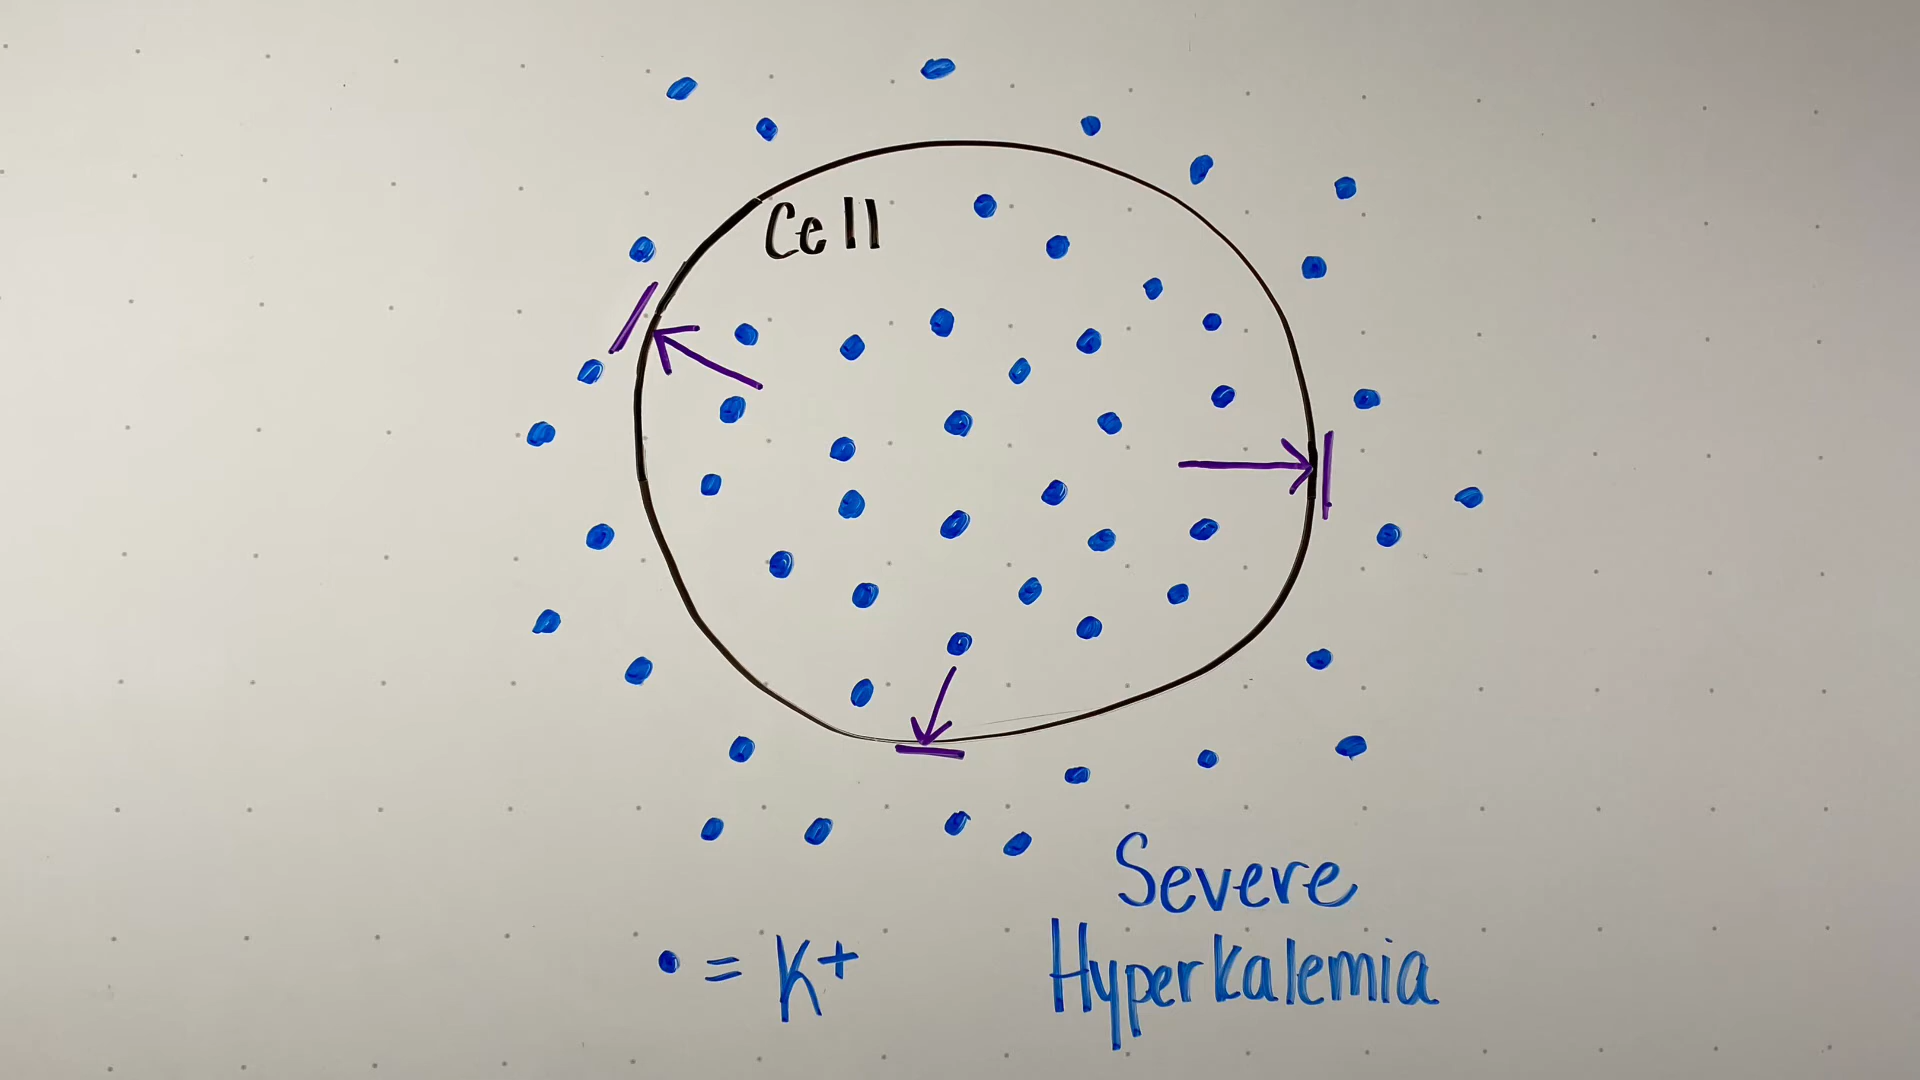 Cell
• = K+
Severe
Hyperkalemia